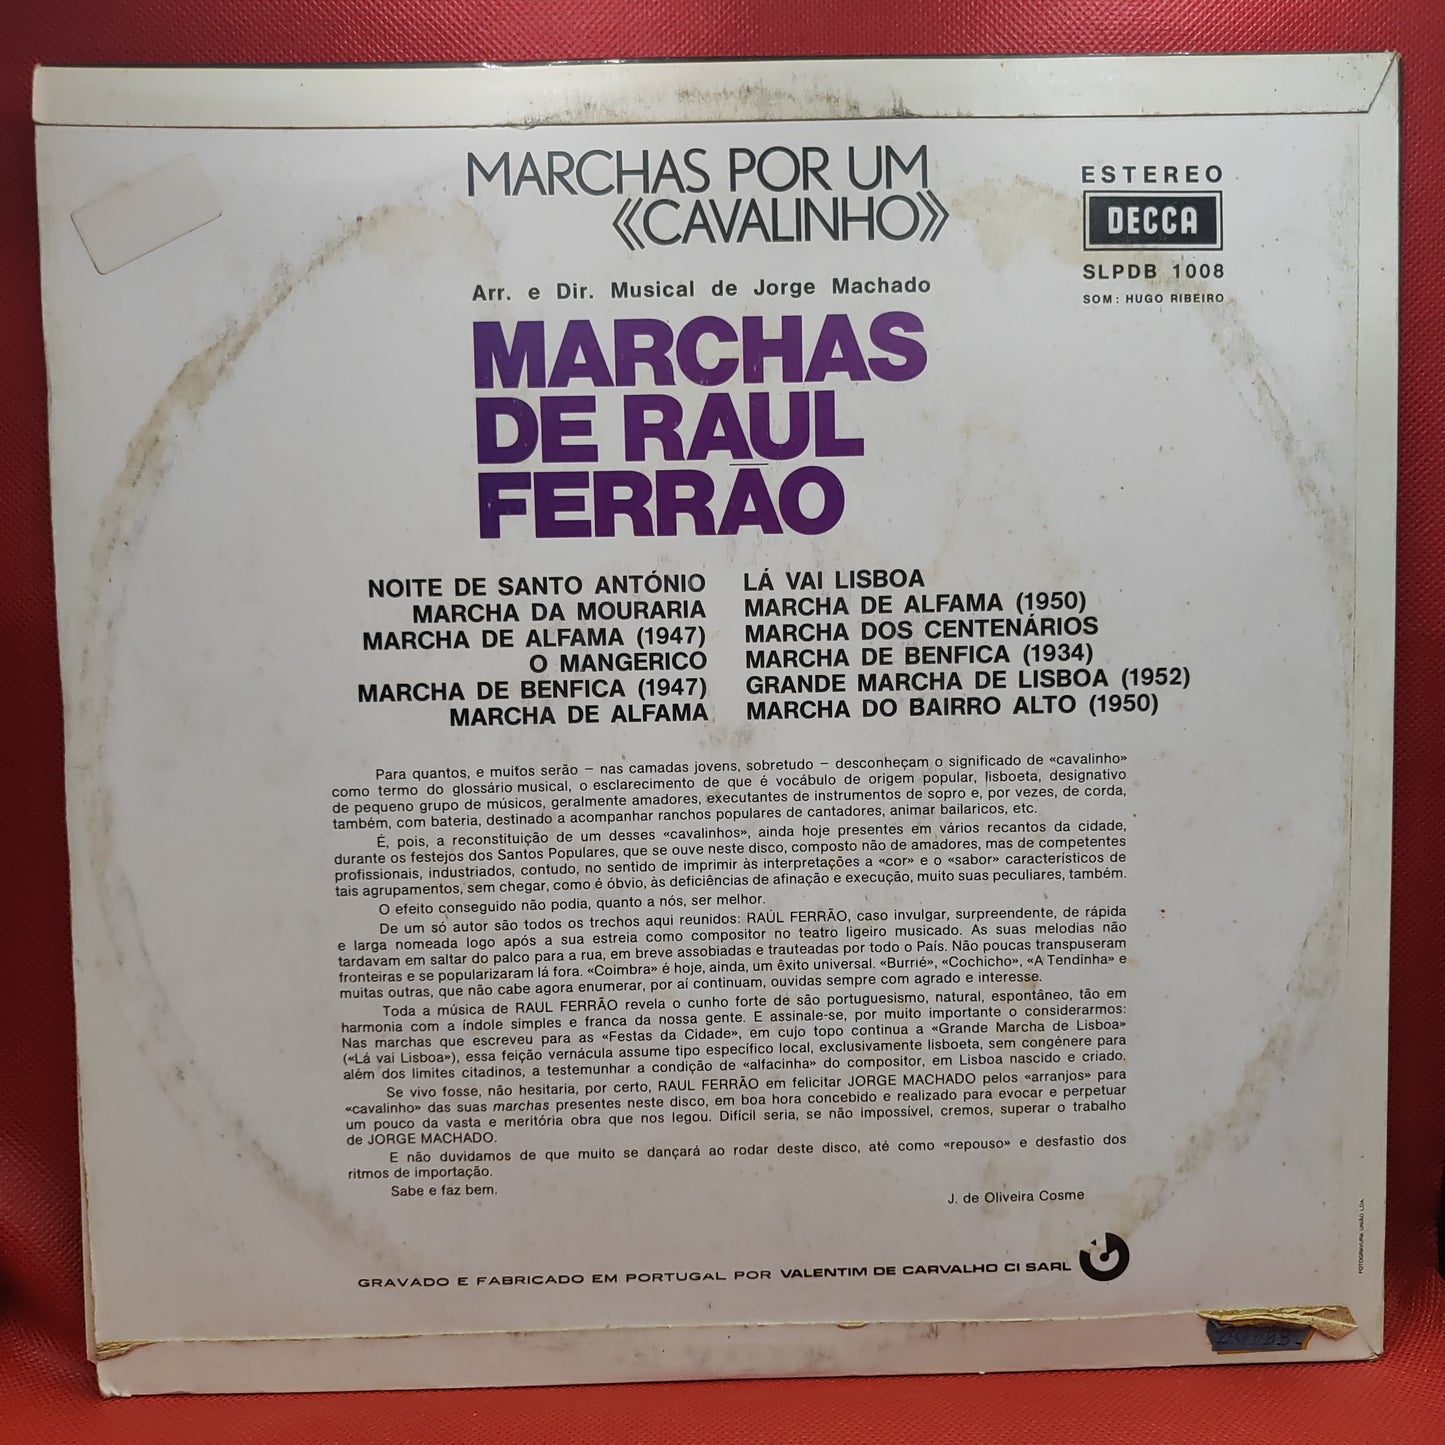 MARCHAS POR UM
«CAVALINHO»
ESTEREO
DECCA
SLPDB 1008
SOM: HUGO RIBEIRO
Arr. e Dir. Musical de Jorge Machado
MARCHAS
DE RAUL
FERRÃO
NOITE DE SANTO ANTÓNIO
MARCHA DA MOURARIA
MARCHA DE ALFAMA (1947)
O MANGERICO
MARCHA DE BENFICA (1947)
MARCHA DE ALFAMA
LÁ VAI LISBOA
MARCHA DE ALFAMA (1950)
MARCHA DOS CENTENÁRIOS
MARCHA DE BENFICA (1934)
GRANDE MARCHA DE LISBOA (1952)
MARCHA DO BAIRRO ALTO (1950)
Para quantos, e muitos serão — nas camadas jovens, sobretudo — desconheçam o significado de «cavalinho»
como termo do glossário musical, o esclarecimento de que é vocábulo de origem popular, lisboeta, designativo
de pequeno grupo de músicos, geralmente amadores, executantes de instrumentos de sopro e, por vezes, de corda,
também, com bateria, destinado a acompanhar ranchos populares de cantadores, animar bailaricos, etc.
É, pois, a reconstituição de um desses «cavalinhos», ainda hoje presentes em vários recantos da cidade,
durante os festejos dos Santos Populares, que se ouve neste disco, composto não de amadores, mas de competentes
profissionais, industriados, contudo, no sentido de imprimir às interpretações a «cor» e o «sabor» característicos de
tais agrupamentos, sem chegar, como é óbvio, às deficiências de afinação e execução, muito suas peculiares, também.
O efeito conseguido não podia, quanto a nós, ser melhor.
De um só autor são todos os trechos aqui reunidos: RAÚL FERRÃO, caso invulgar, surpreendente, de rápida
e larga nomeada logo após a sua estreia como compositor no teatro ligeiro musicado. As suas melodias não
tardavam em saltar do palco para a rua, em breve assobiadas e trauteadas por todo o País. Não poucas transpuseram
fronteiras e se popularizaram lá fora. «Coimbra» é hoje, ainda, um êxito universal. «Burrié», «Cochicho», «A Tendinha» e
muitas outras, que não cabe agora enumerar, por aí continuam, ouvidas sempre com agrado e interesse.
Toda a música de RAUL FERRÃO revela o cunho forte de são portuguesismo, natural, espontâneo, tão em
harmonia com a índole simples e franca da nossa gente. E assinale-se, por muito importante o considerarmos:
Nas marchas que escreveu para as «Festas da Cidade», em cujo topo continua a «Grande Marcha de Lisboa»
(«Lá vai Lisboa»), essa feição vernácula assume tipo específico local, exclusivamente lisboeta, sem congénere para
além dos limites citadinos, a testemunhar a condição de «alfacinha» do compositor, em Lisboa nascido e criado.
Se vivo fosse, não hesitaria, por certo, RAUL FERRÃO em felicitar JORGE MACHADO pelos «arranjos» para
«cavalinho» das suas marchas presentes neste disco, em boa hora concebido e realizado para evocar e perpetuar
um pouco da vasta e meritória obra que nos legou. Difícil seria, se não impossível, cremos, superar o trabalho
de JORGE MACHADO.
E não duvidamos de que muito se dançará ao rodar deste disco, até como «repouso» e desfastio dos
ritmos de importação.
Sabe e faz bem.
J. de Oliveira Cosme
GRAVADO E FABRICADO EM PORTUGAL POR VALENTIM DE CARVALHO CI SARL
FOTOGRAVURA UNIÃO, LDA.